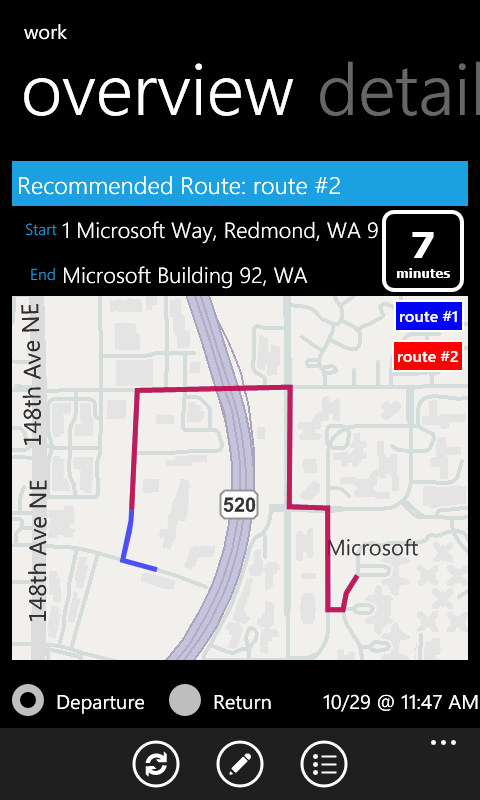 work
overview detail
Recommended Route: route #2
Start 1 Microsoft Way, Redmond, WA 9
7
minutes
End Microsoft Building 92, WA
route #1
route #2
148th Ave NE
148th Ave NE
520
Microsoft
Departure Return 10/29 @ 11:47 AM